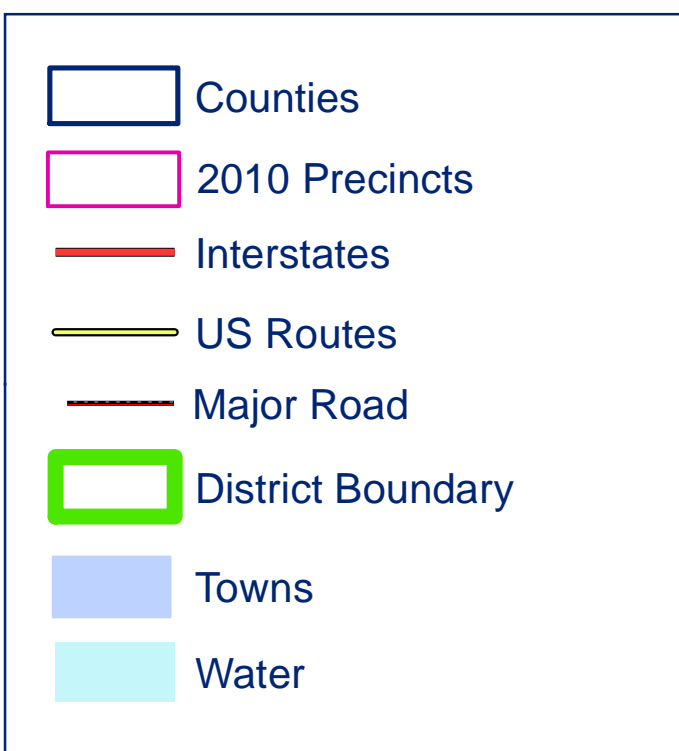 Counties
2010 Precincts
Interstates
US Routes
Major Road
District Boundary
Towns
Water